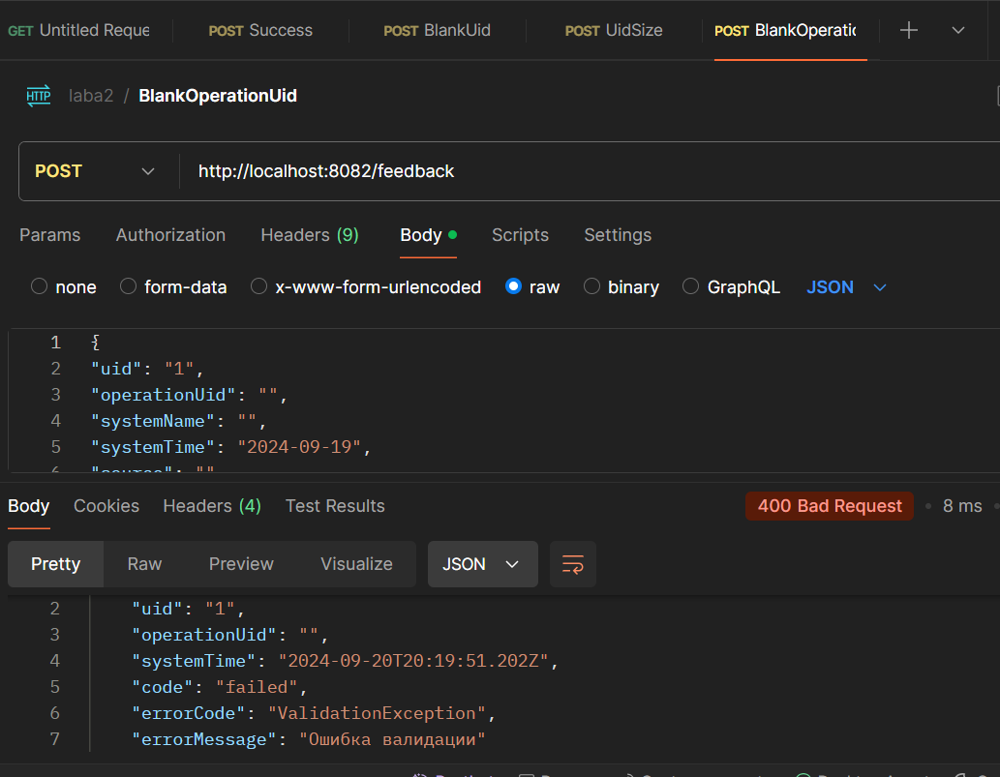 GET Untitled Reque POST Success POST BlankUid POST UidSize POST BlankOperatic
HTTP laba2 / BlankOperationUid
POST http://localhost:8082/feedback
Params Authorization Headers (9) Body Scripts Settings
none form-data x-www-form-urlencoded raw binary GraphQL JSON
1 {
2 "uid": "1",
3 "operationUid": "",
4 "systemName": "",
5 "systemTime": "2024-09-19",
6 "source": ""
Body Cookies Headers (4) Test Results 400 Bad Request 8 ms
Pretty Raw Preview Visualize JSON
2 "uid": "1",
3 "operationUid": "",
4 "systemTime": "2024-09-20T20:19:51.202Z",
5 "code": "failed",
6 "errorCode": "ValidationException",
7 "errorMessage": "Ошибка валидации"